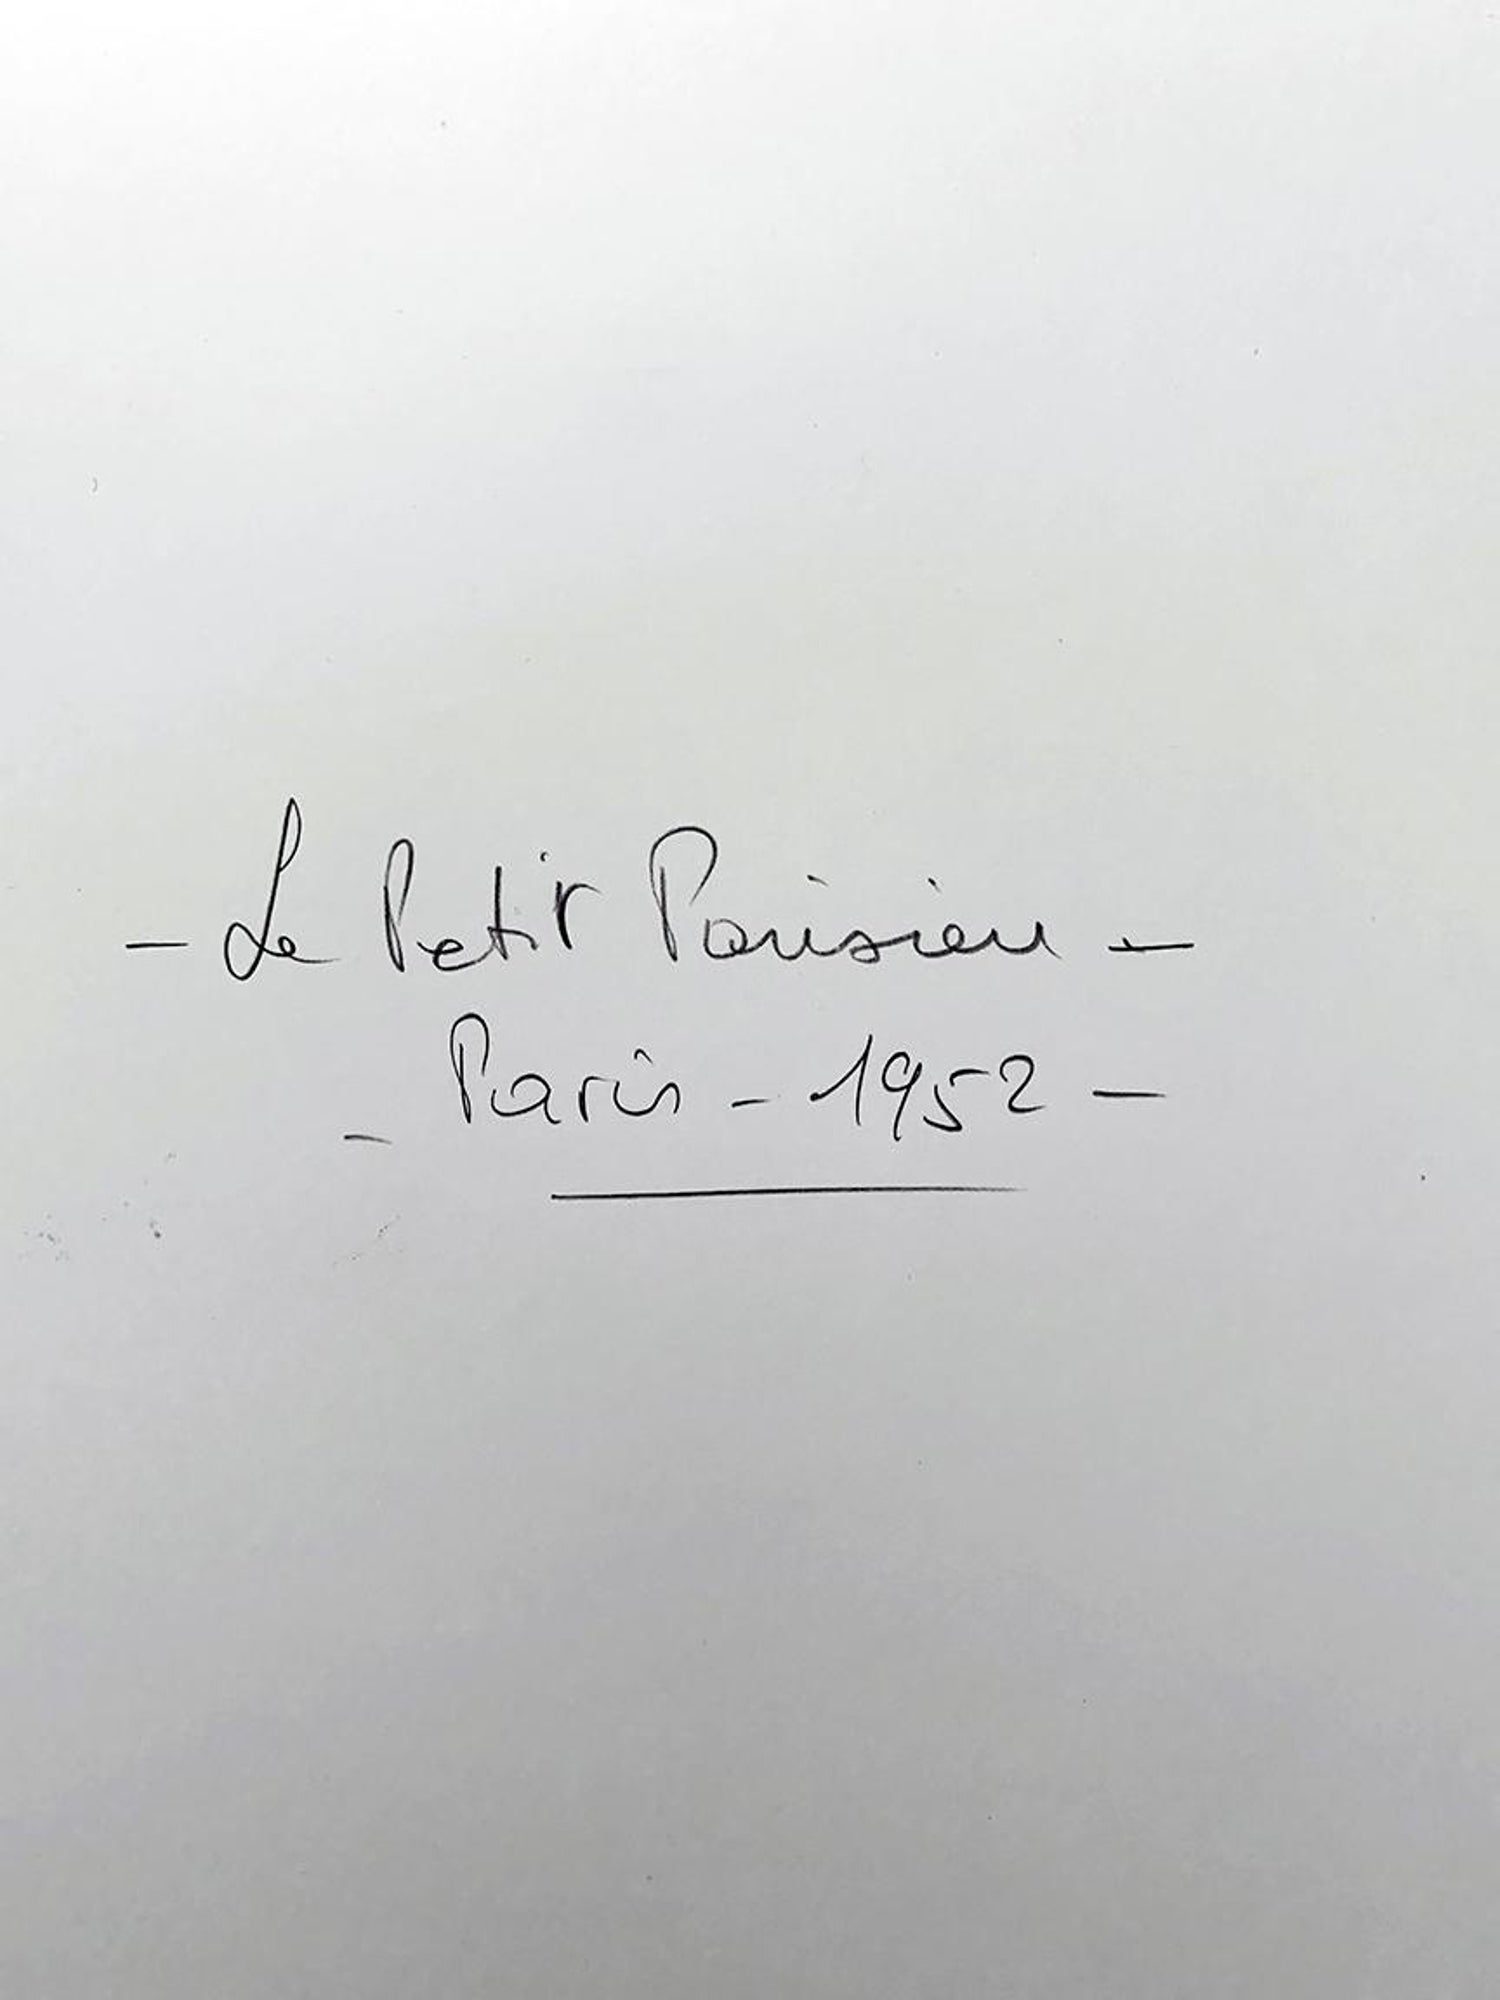 - Le Petit Parisien -
- Paris - 1952 -